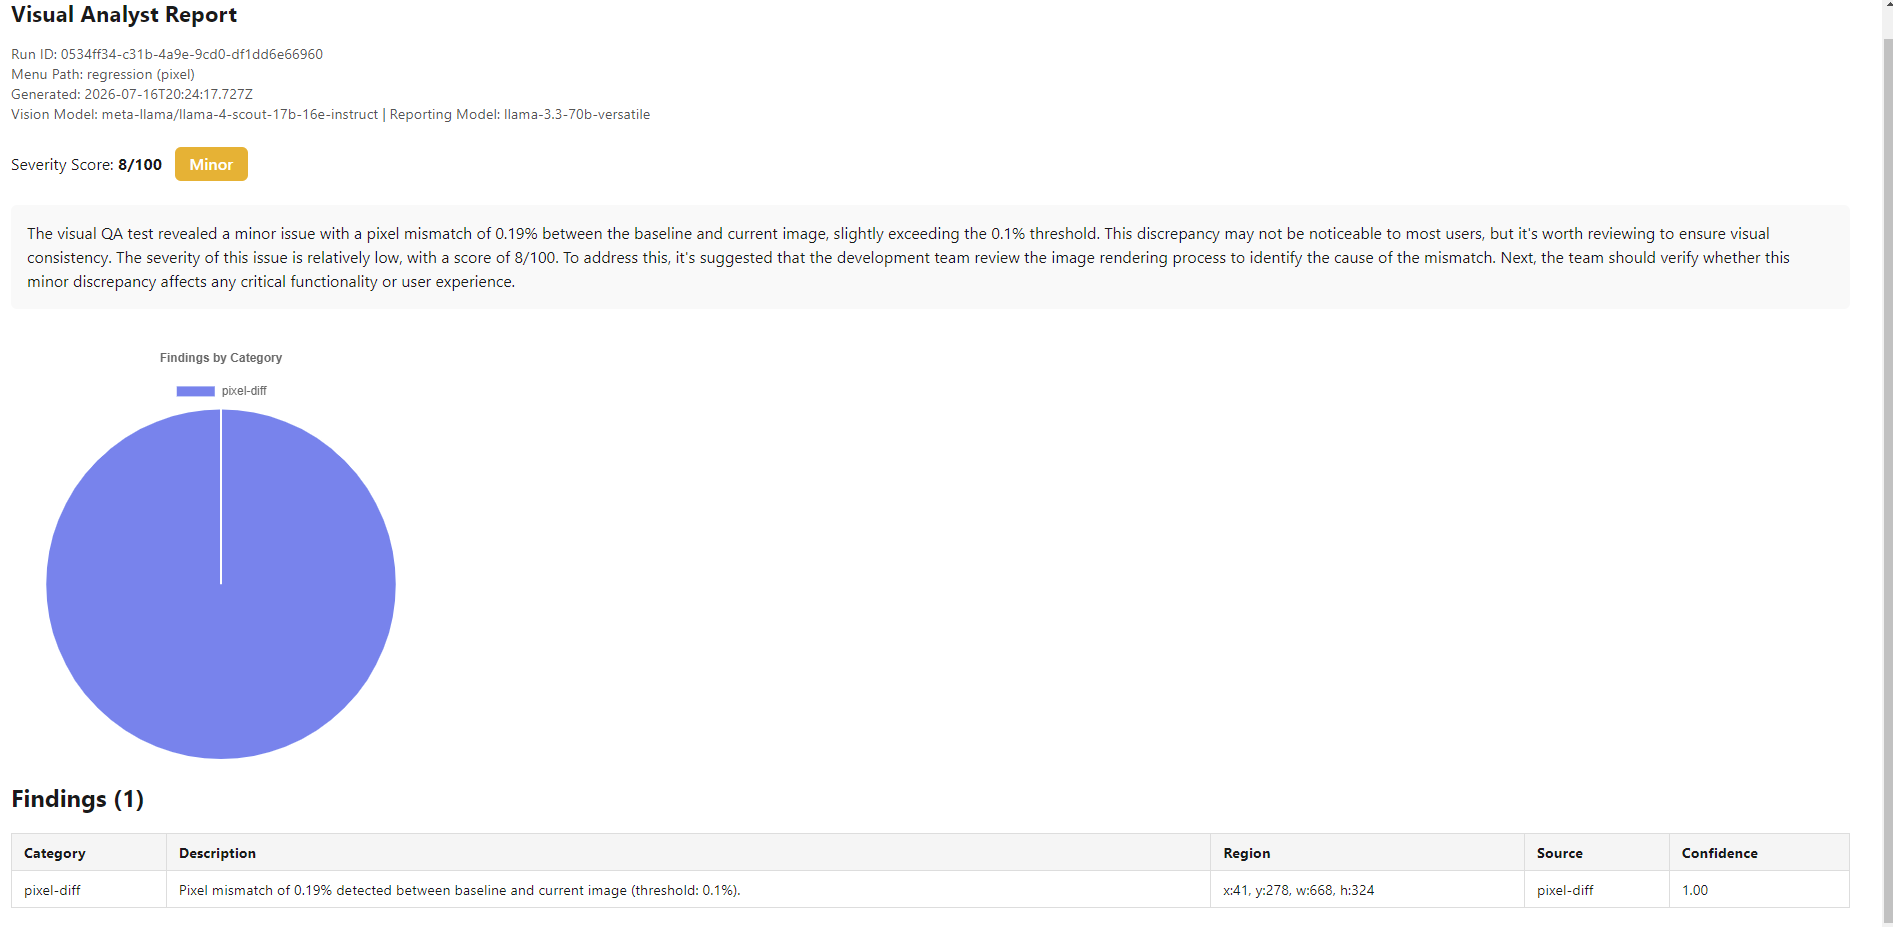 Visual Analyst Report
Run ID: 0534ff34-c31b-4a9e-9cd0-df1dd6e66960
Menu Path: regression (pixel)
Generated: 2026-07-16T20:24:17.727Z
Vision Model: meta-llama/llama-4-scout-17b-16e-instruct | Reporting Model: llama-3.3-70b-versatile
Severity Score: 8/100 Minor
The visual QA test revealed a minor issue with a pixel mismatch of 0.19% between the baseline and current image, slightly exceeding the 0.1% threshold. This discrepancy may not be noticeable to most users, but it's worth reviewing to ensure visual
consistency. The severity of this issue is relatively low, with a score of 8/100. To address this, it's suggested that the development team review the image rendering process to identify the cause of the mismatch. Next, the team should verify whether this
minor discrepancy affects any critical functionality or user experience.
Findings by Category
pixel-diff
Findings (1)
Category Description Region Source Confidence
pixel-diff Pixel mismatch of 0.19% detected between baseline and current image (threshold: 0.1%). x:41, y:278, w:668, h:324 pixel-diff 1.00